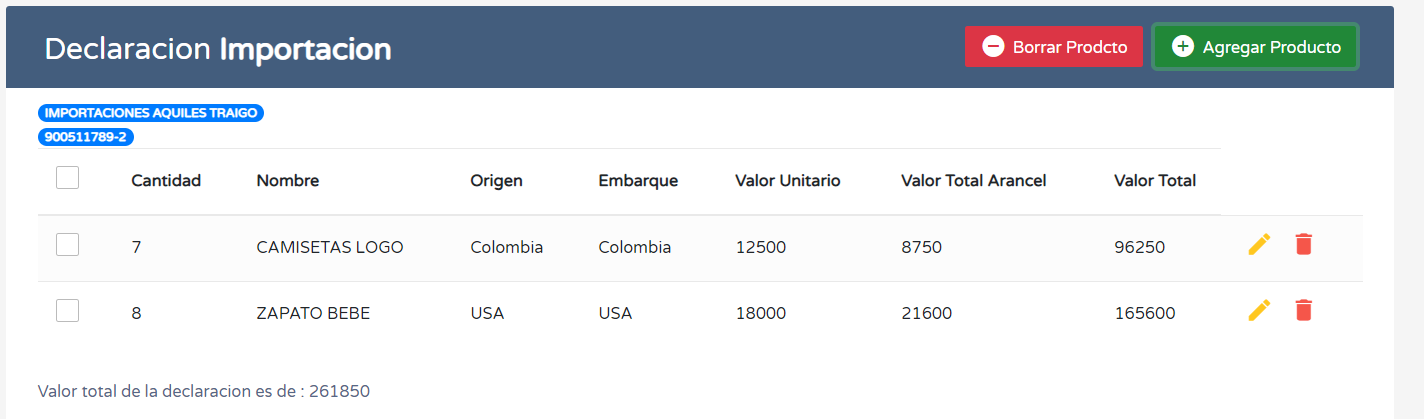 Declaracion Importacion
Borrar Prodcto
Agregar Producto
IMPORTACIONES AQUILES TRAIGO
900511789-2
Cantidad Nombre Origen Embarque Valor Unitario Valor Total Arancel Valor Total
7 CAMISETAS LOGO Colombia Colombia 12500 8750 96250
8 ZAPATO BEBE USA USA 18000 21600 165600
Valor total de la declaracion es de : 261850